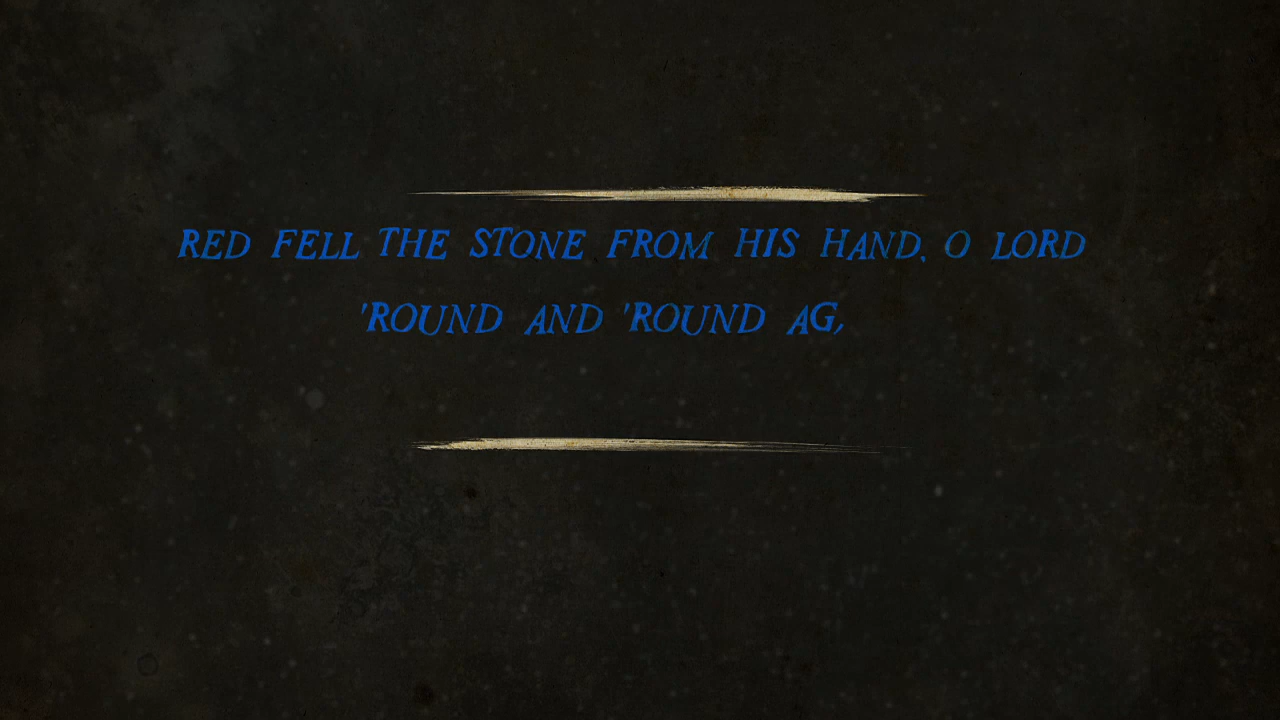 RED FELL THE STONE FROM HIS HAND, O LORD
'ROUND AND 'ROUND AG,